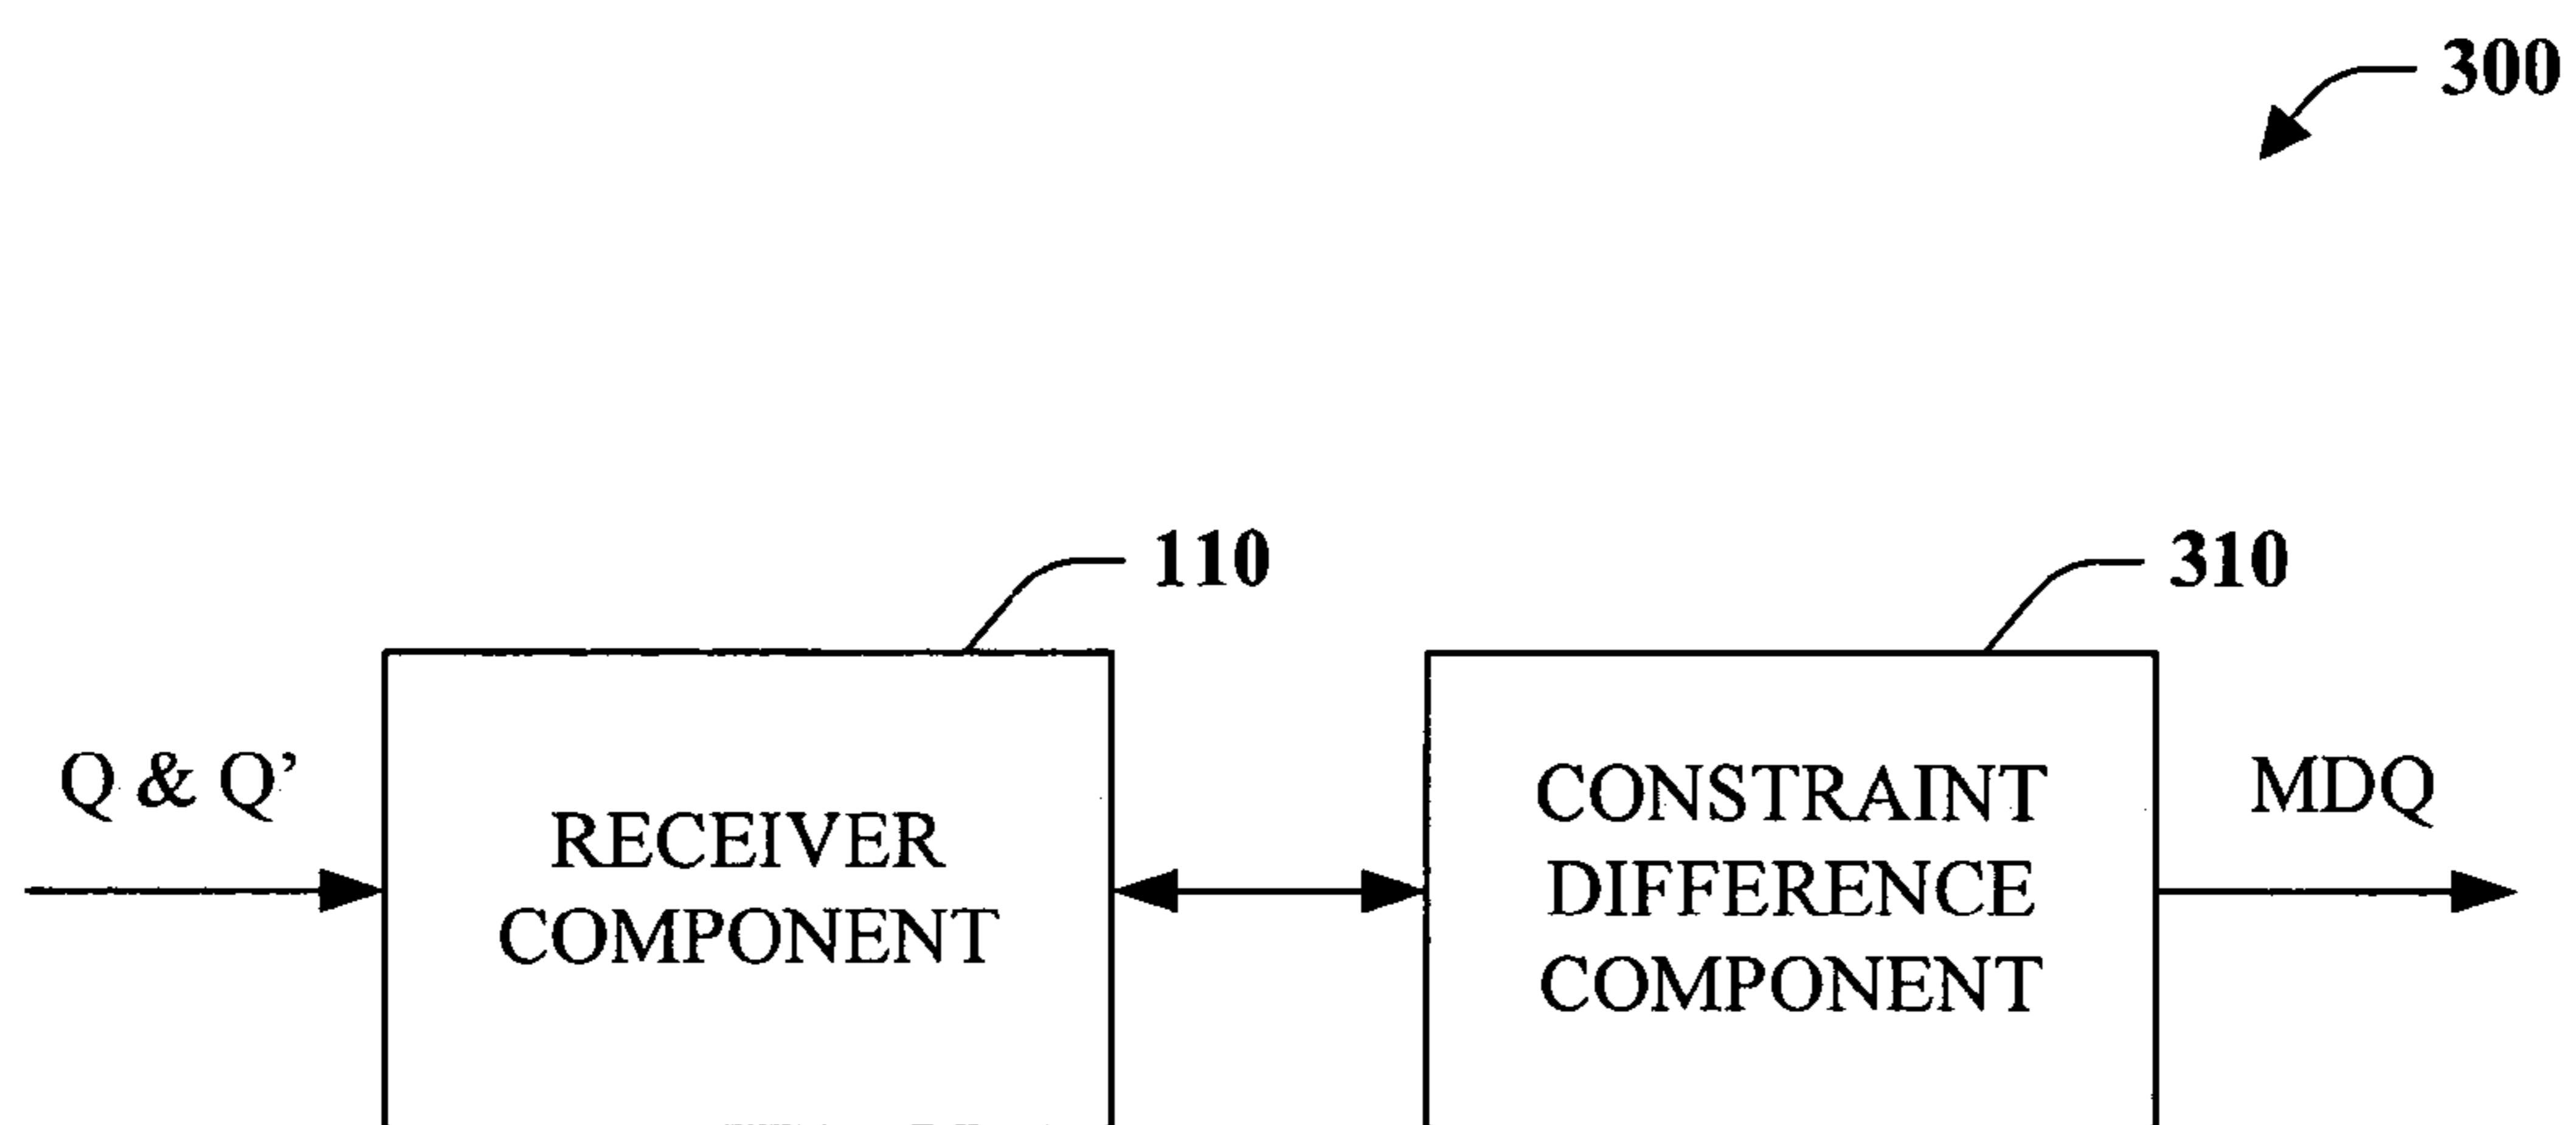 300
110
310
Q & Q’
RECEIVER
COMPONENT
CONSTRAINT
DIFFERENCE
COMPONENT
MDQ